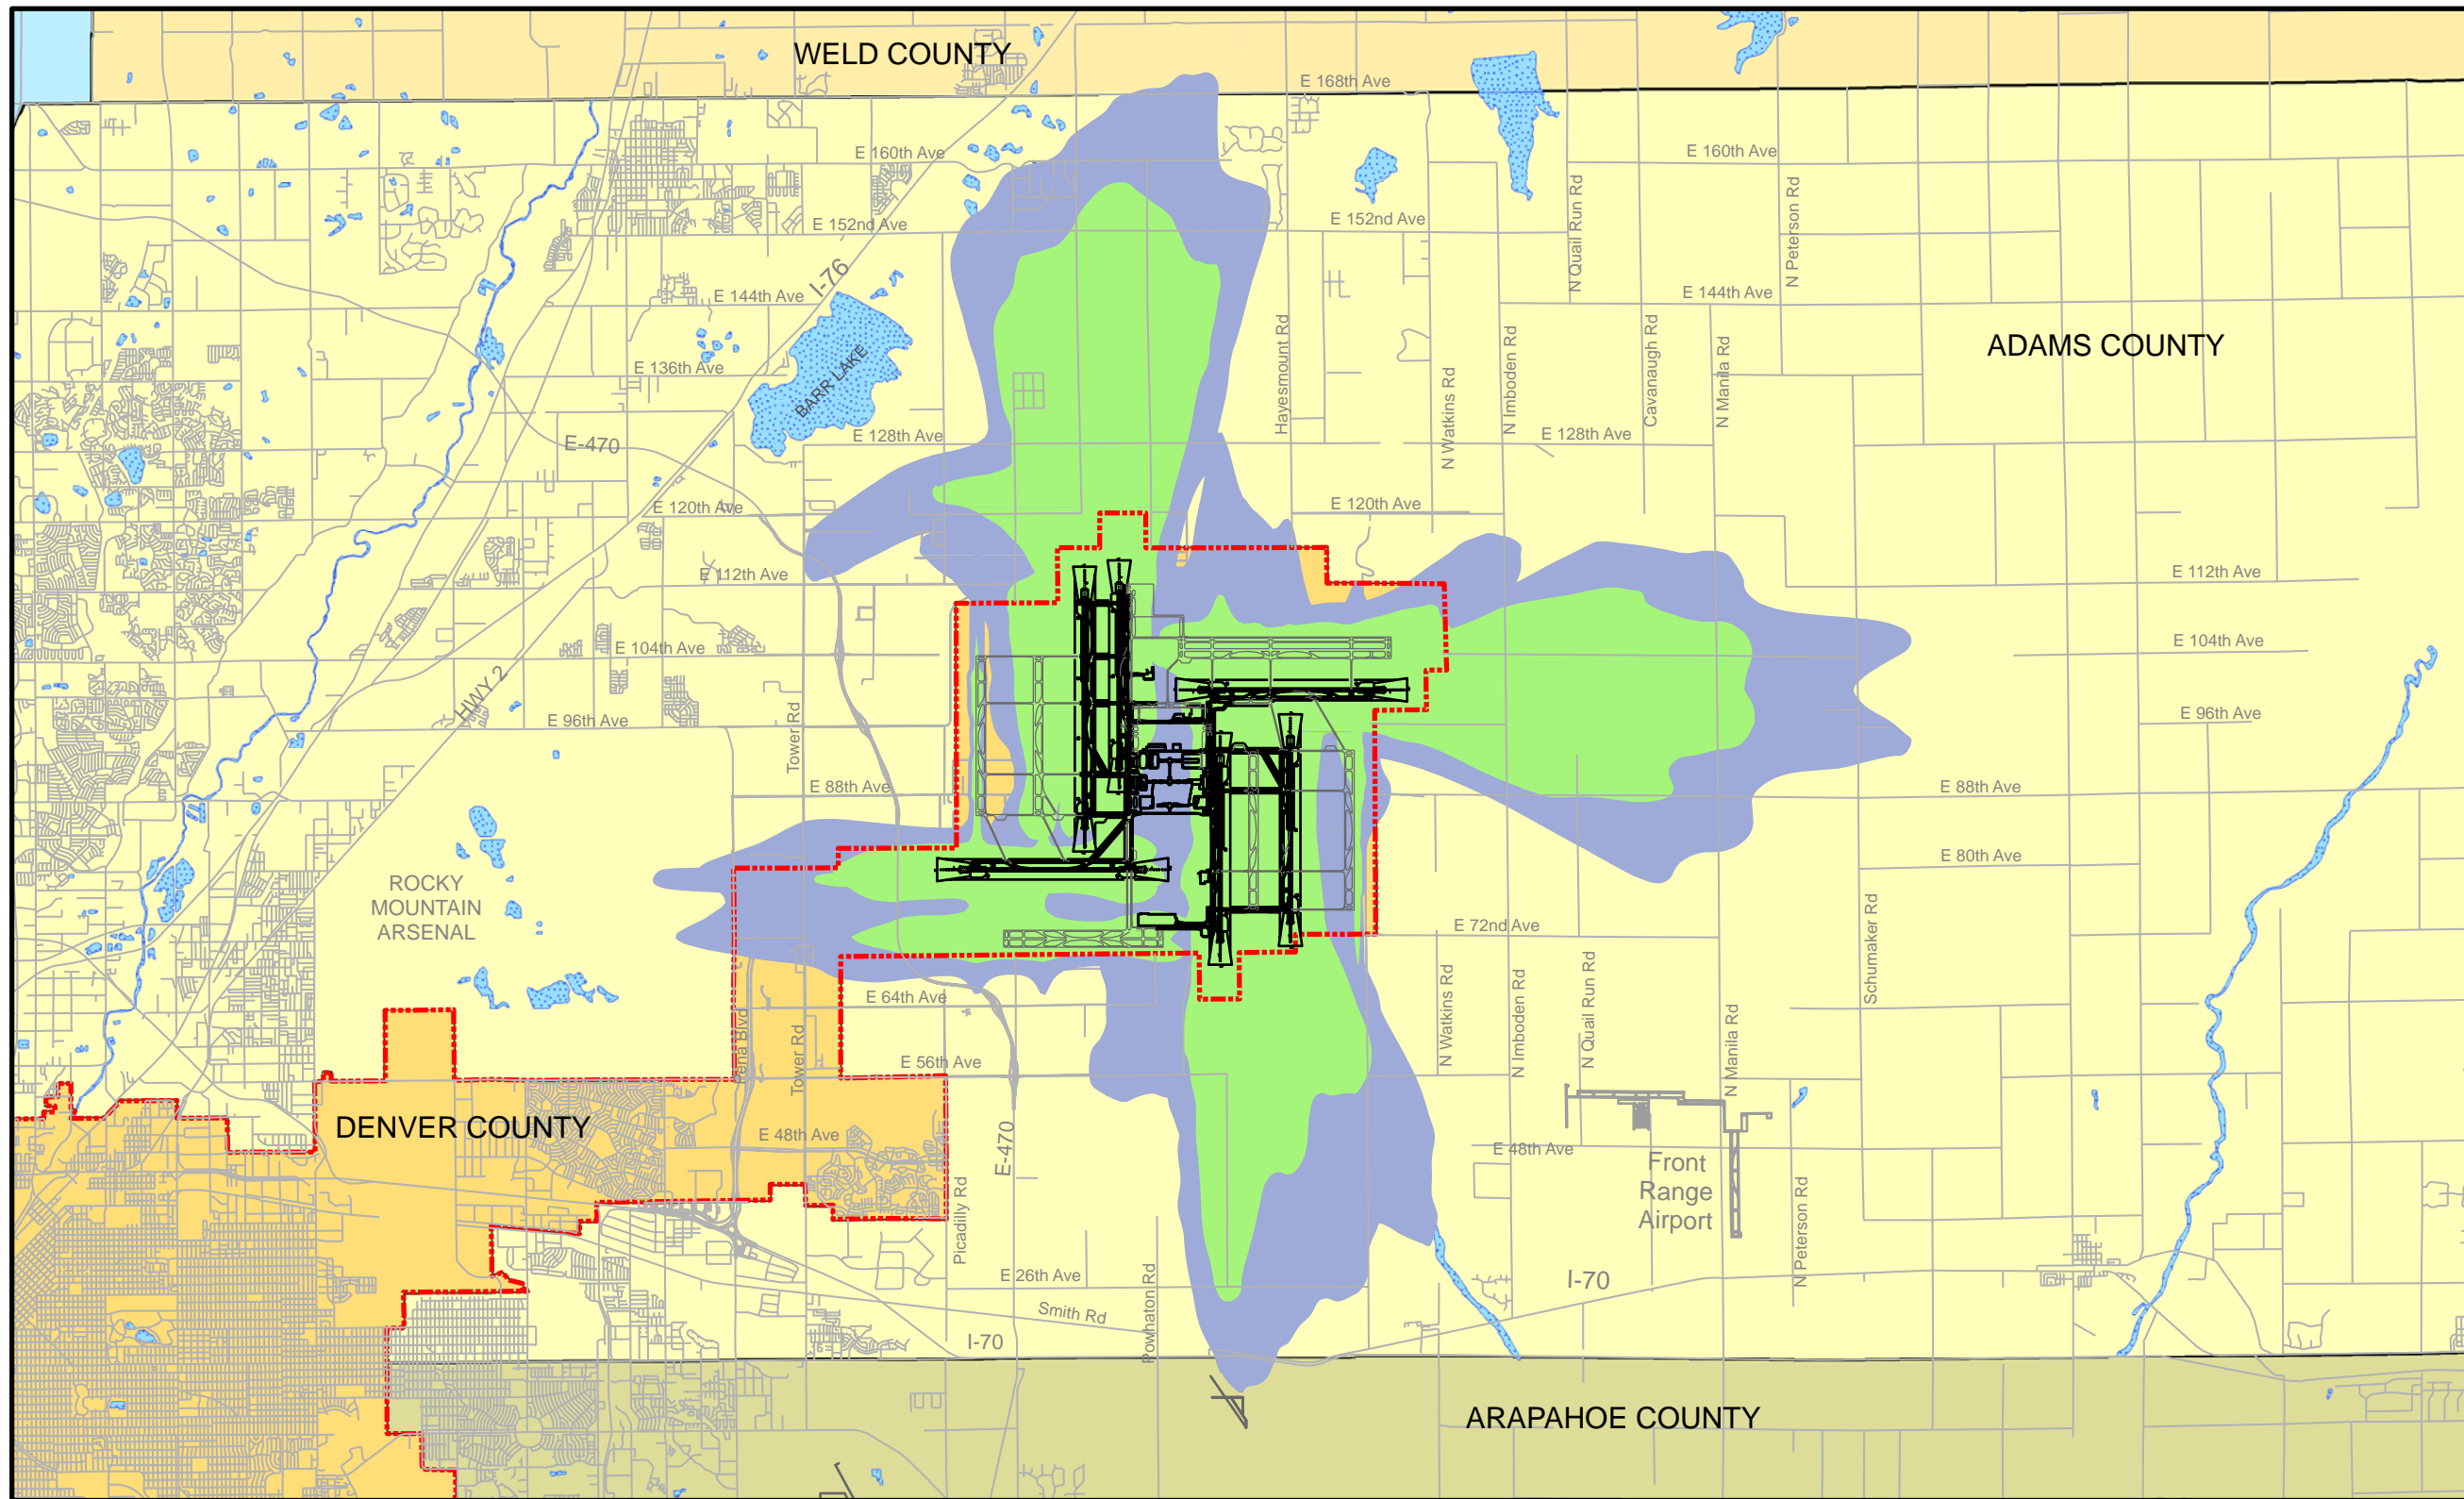 WELD COUNTY
E 168th Ave
E 160th Ave
E 160th Ave
E 152nd Ave
E 152nd Ave
N Quail Run Rd
N Peterson Rd
I-76
E 144th Ave
E 144th Ave
ADAMS COUNTY
Hayesmount Rd
N Imboden Rd
Cavanaugh Rd
N Manila Rd
E 136th Ave
BARR LAKE
N Watkins Rd
E-470
E 128th Ave
E 128th Ave
E 120th Ave
E 120th Ave
E 112th Ave
E 112th Ave
E 104th Ave
E 104th Ave
HWY 2
E 96th Ave
Tower Rd
E 96th Ave
E 88th Ave
E 88th Ave
E 80th Ave
ROCKY
MOUNTAIN
ARSENAL
E 72nd Ave
Schumaker Rd
E 64th Ave
N Watkins Rd
N Imboden Rd
N Quail Run Rd
N Manila Rd
Tower Rd
E 56th Ave
DENVER COUNTY
E 48th Ave
E-470
E 48th Ave
Front
Range
Airport
Picadilly Rd
N Peterson Rd
E 26th Ave
I-70
Smith Rd
Powhaton Rd
I-70
ARAPAHOE COUNTY